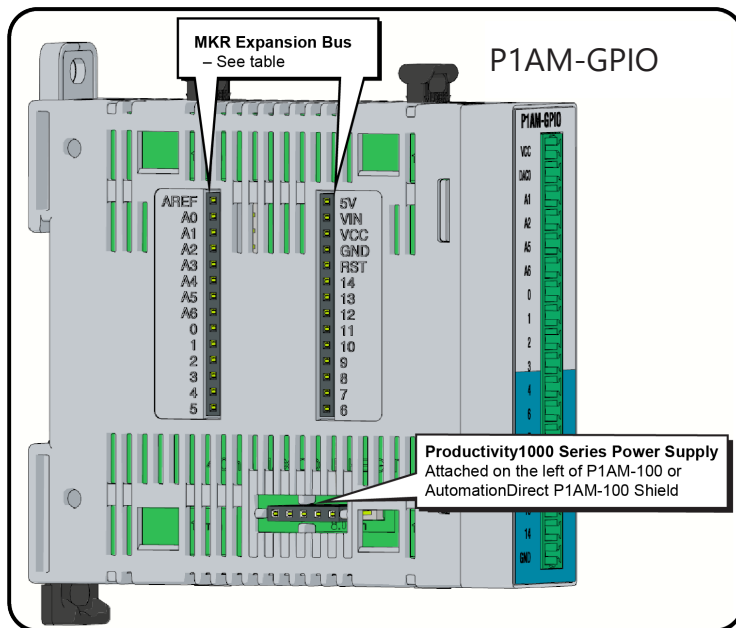 MKR Expansion Bus
– See table
P1AM-GPIO
AREF
A0
A1
A2
A3
A4
A5
A6
0
1
2
3
4
5
5V
VIN
VCC
GND
RST
14
13
12
11
10
9
8
7
6
P1AM-GPIO
VCC
DAC0
A1
A2
A5
A6
0
1
2
3
4
6
Productivity1000 Series Power Supply
Attached on the left of P1AM-100 or
AutomationDirect P1AM-100 Shield
14
GND